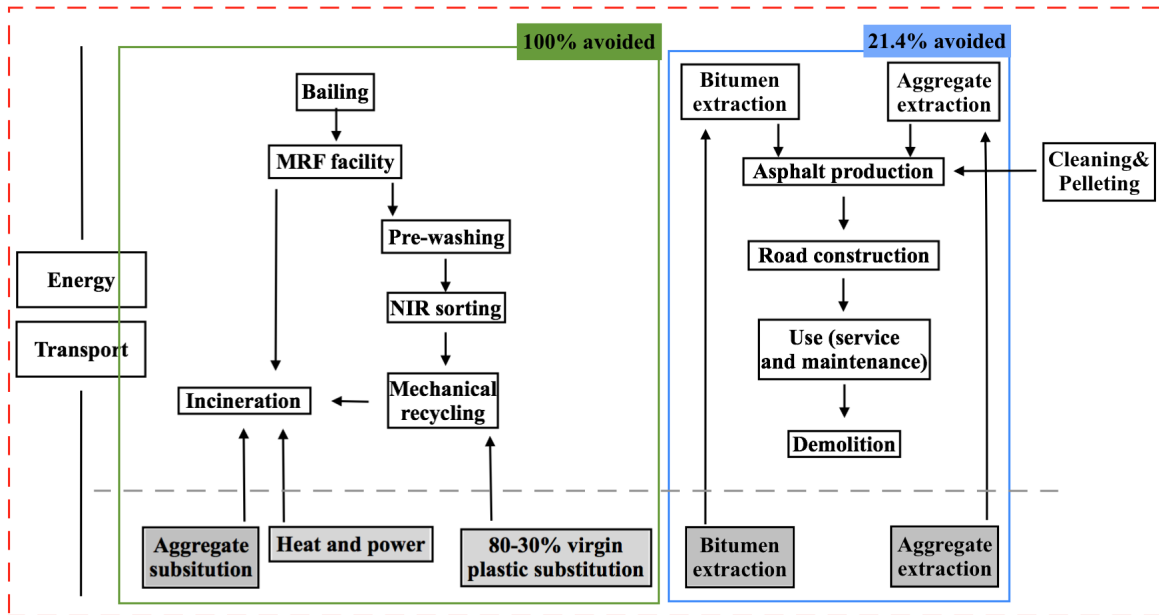 100% avoided
21.4% avoided
Bailing
MRF facility
Pre-washing
NIR sorting
Mechanical
recycling
Incineration
Energy
Transport
Aggregate
subsitution
Heat and power
80-30% virgin
plastic substitution
Bitumen
extraction
Aggregate
extraction
Asphalt production
Cleaning&
Pelleting
Road construction
Use (service
and maintenance)
Demolition
Bitumen
extraction
Aggregate
extraction